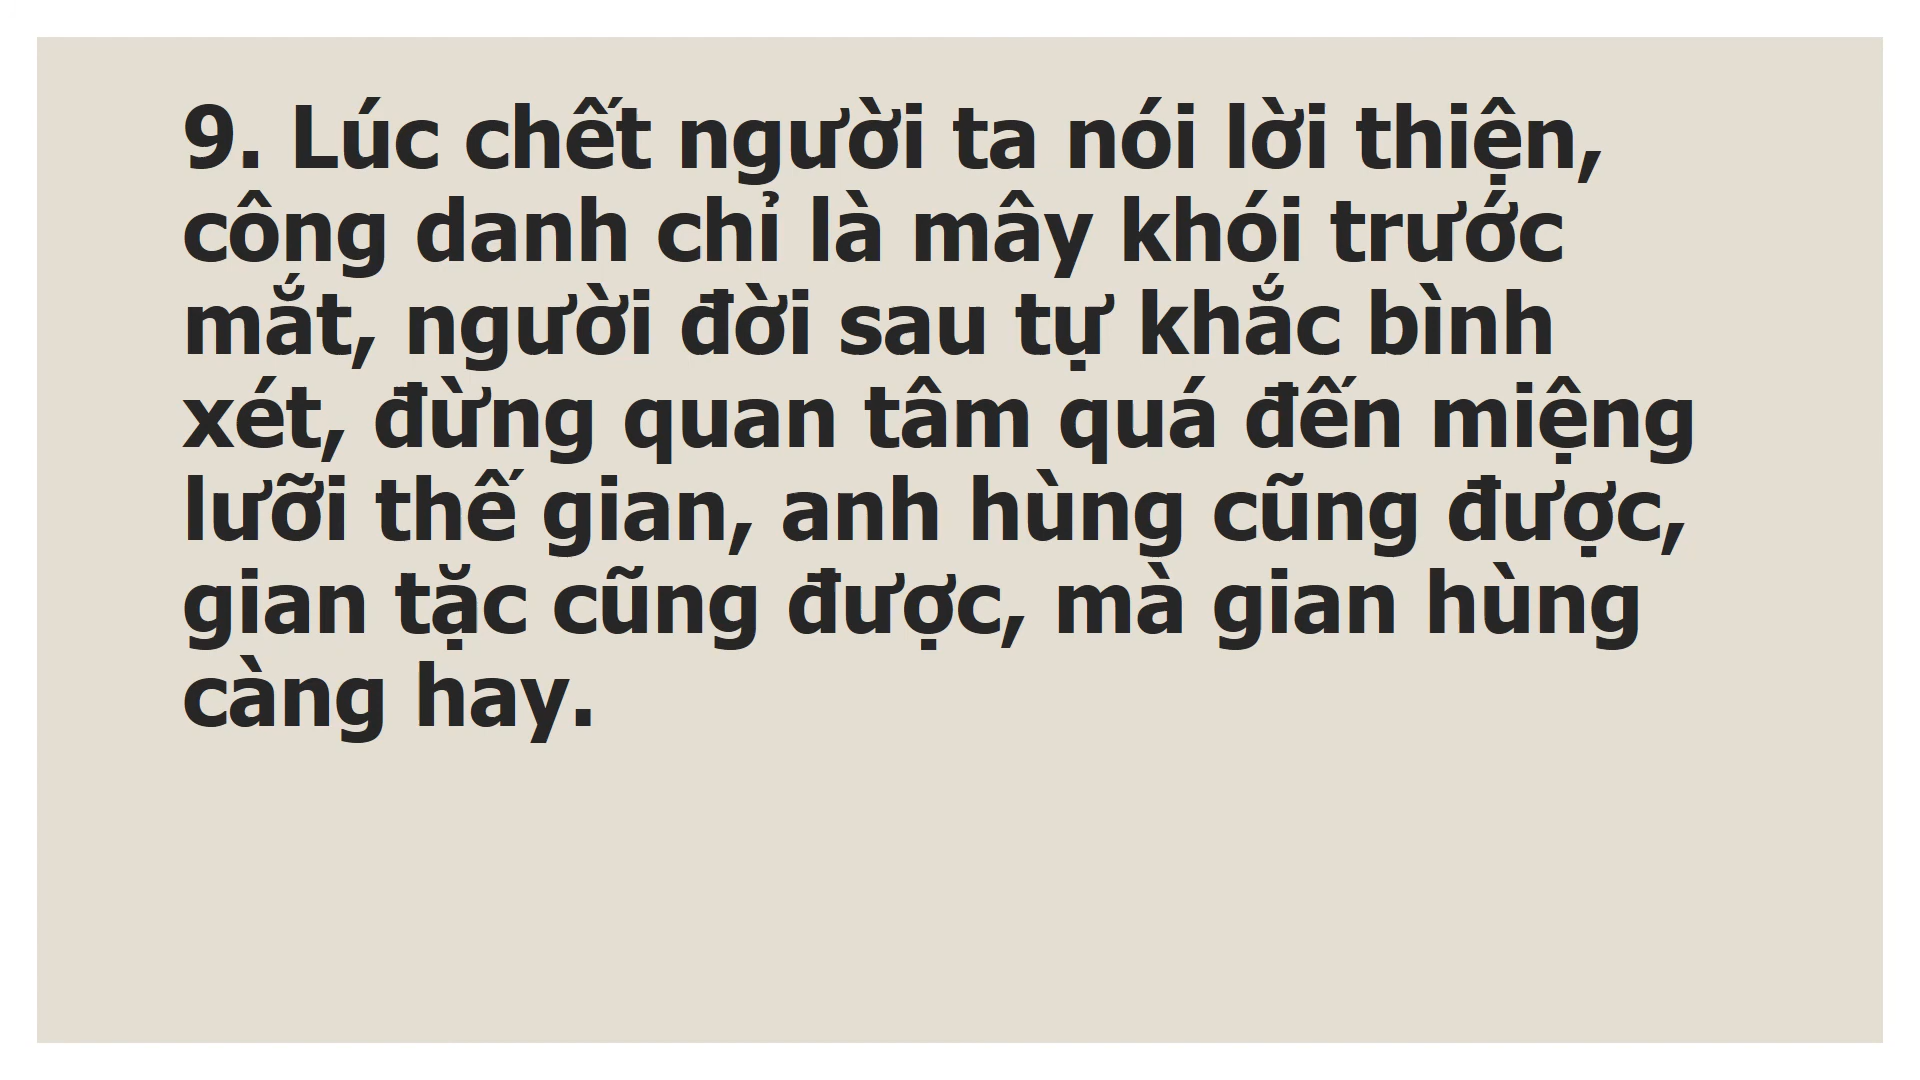 9. Lúc chết người ta nói lời thiện,
công danh chỉ là mây khói trước
mắt, người đời sau tự khắc bình
xét, đừng quan tâm quá đến miệng
lưỡi thế gian, anh hùng cũng được,
gian tặc cũng được, mà gian hùng
càng hay.